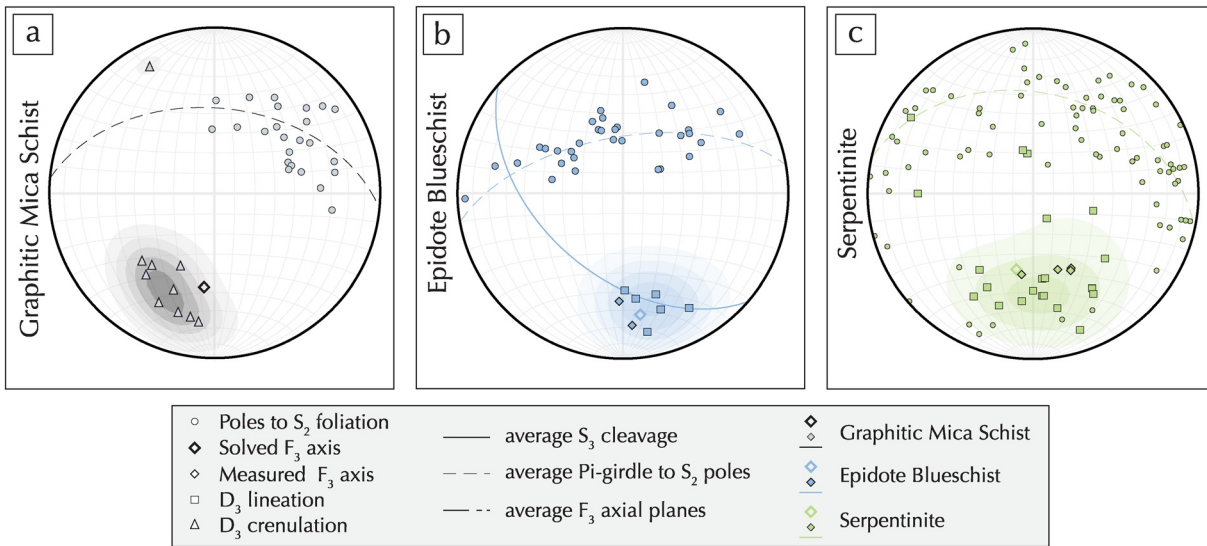 a
b
c
Graphitic Mica Schist
Epidote Blueschist
Serpentinite
Poles to S2 foliation
Solved F3 axis
Measured F3 axis
D3 lineation
D3 crenulation
average S3 cleavage
average Pi-girdle to S2 poles
average F3 axial planes
Graphitic Mica Schist
Epidote Blueschist
Serpentinite